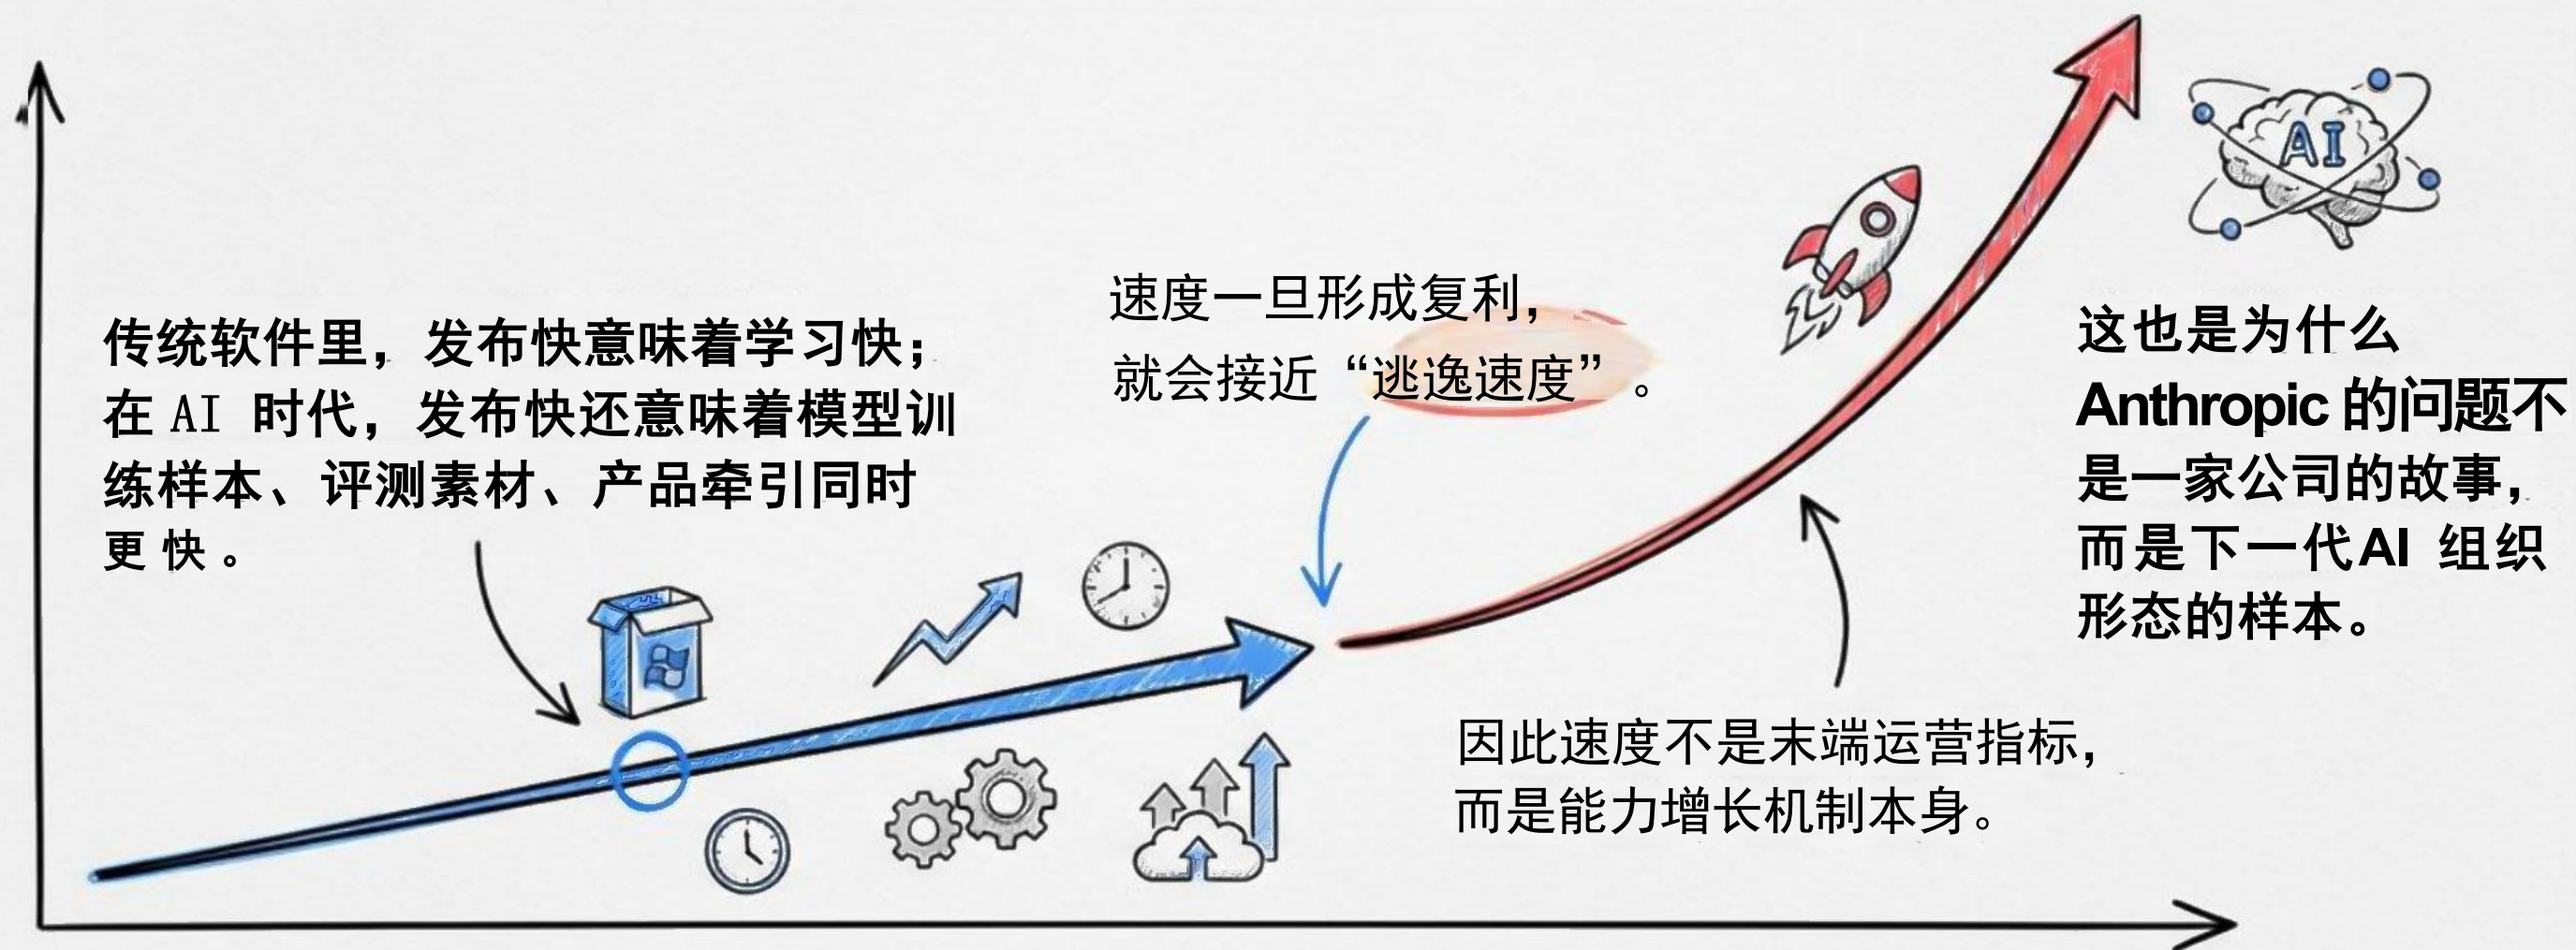 传统软件里，发布快意味着学习快；
在 AI 时代，发布快还意味着模型训
练样本、评测素材、产品牵引同时
更快。
速度一旦形成复利，
就会接近“逃逸速度”。
因此速度不是末端运营指标，
而是能力增长机制本身。
AI
这也是为什么
Anthropic 的问题不
是一家公司的故事，
而是下一代AI 组织
形态的样本。